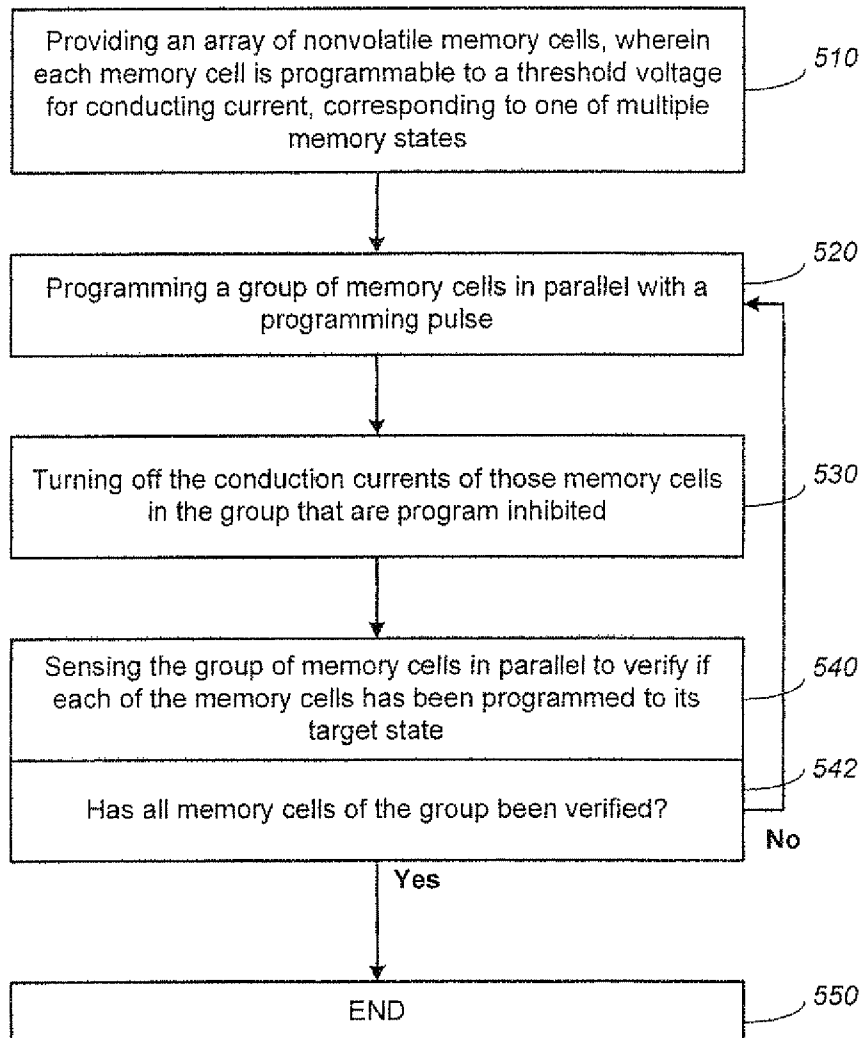 Providing an array of nonvolatile memory cells, wherein
each memory cell is programmable to a threshold voltage
for conducting current, corresponding to one of multiple
memory states
510
520
Programming a group of memory cells in parallel with a
programming pulse
Turning off the conduction currents of those memory cells
in the group that are program inhibited
530
Sensing the group of memory cells in parallel to verify if
each of the memory cells has been programmed to its
target state
540
542
Has all memory cells of the group been verified?
No
Yes
END
550